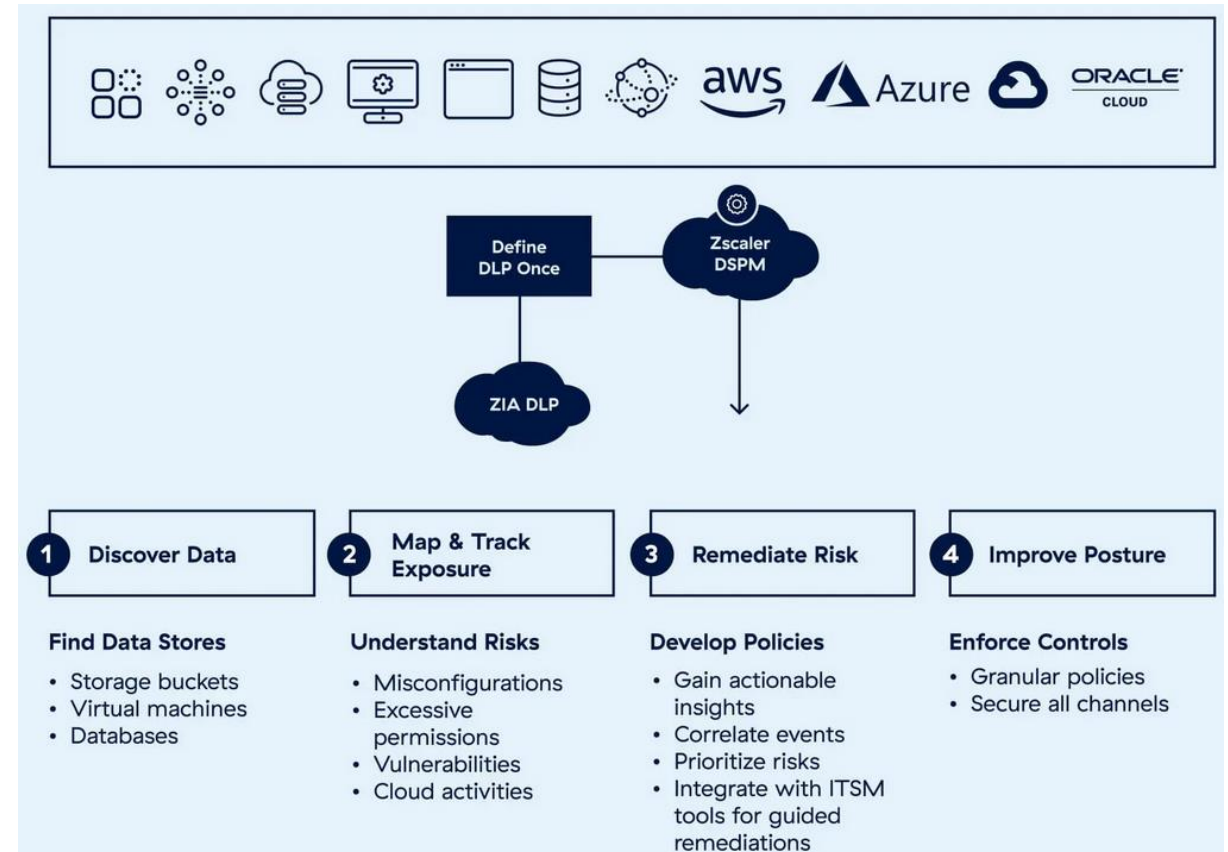 aws
Azure
ORACLE
CLOUD
Define
DLP Once
Zscaler
DSPM
ZIA DLP
1 Discover Data
2 Map & Track
Exposure
3 Remediate Risk
4 Improve Posture
Find Data Stores
• Storage buckets
• Virtual machines
• Databases
Understand Risks
• Misconfigurations
• Excessive
permissions
• Vulnerabilities
• Cloud activities
Develop Policies
• Gain actionable
insights
• Correlate events
• Prioritize risks
• Integrate with ITSM
tools for guided
remediations
Enforce Controls
• Granular policies
• Secure all channels